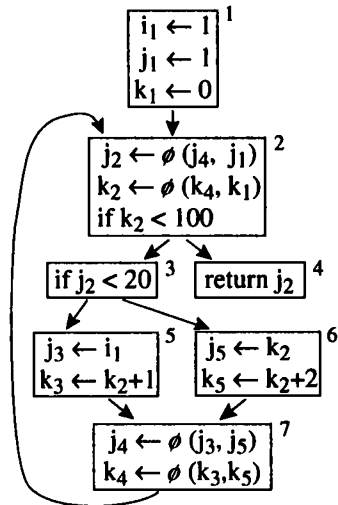 1
i₁ ← 1
j₁ ← 1
k₁ ← 0
2
j₂ ← ϕ (j₄, j₁)
k₂ ← ϕ (k₄, k₁)
if k₂ < 100
3
if j₂ < 20
4
return j₂
5
j₃ ← i₁
k₃ ← k₂+1
6
j₅ ← k₂
k₅ ← k₂+2
7
j₄ ← ϕ (j₃, j₅)
k₄ ← ϕ (k₃,k₅)